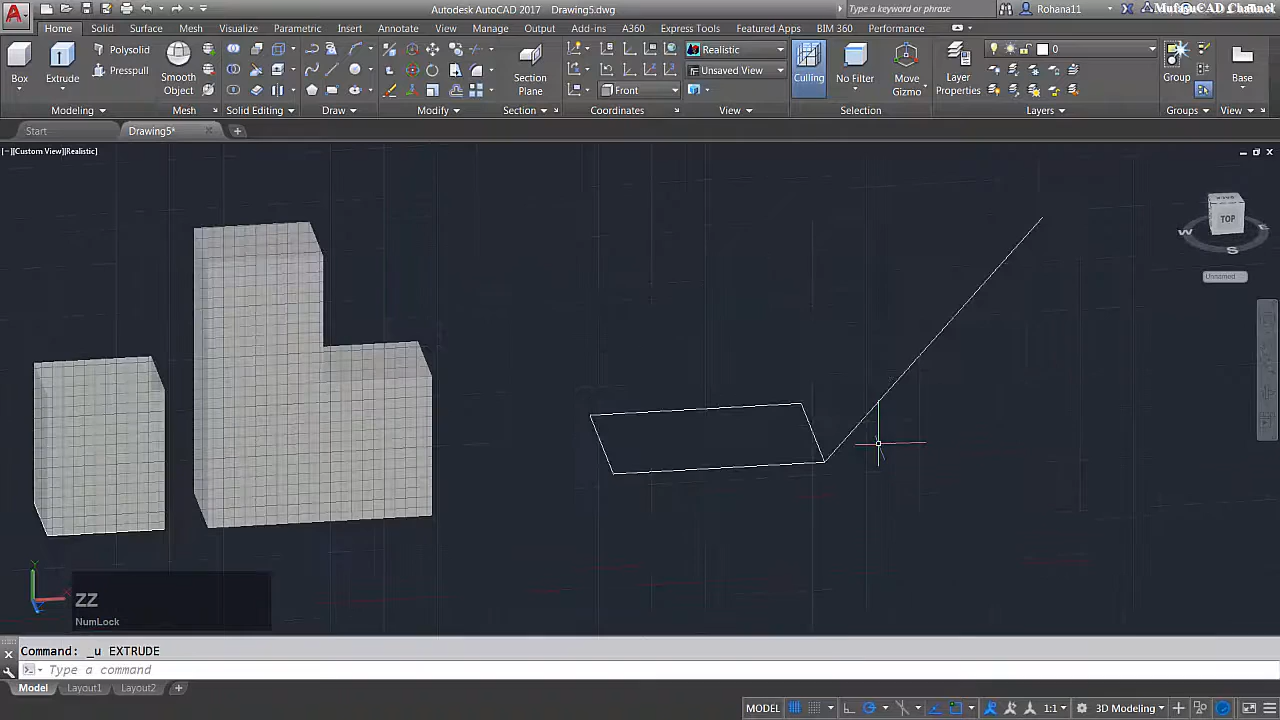 A Autodesk AutoCAD 2017 Drawing5.dwg Type a keyword or phrase Rohana11 MufasuCAD Channel
Home Solid Surface Mesh Visualize Parametric Insert Annotate View Manage Output Add-ins A360 Express Tools Featured Apps BIM 360 Performance
Box Extrude Polysolid Presspull Smooth Object Section Plane Realistic Unsaved View Front Culling No Filter Move Gizmo Layer Properties 0 Group Base
Modeling Mesh Solid Editing Draw Modify Section Coordinates View Selection Layers Groups View
Start Drawing5*
[−][Custom View][Realistic]
BACK
TOP
W E
S
Unnamed
Y
X
ZZ
NumLock
Command: _u EXTRUDE
Type a command
Model Layout1 Layout2
MODEL 1:1 3D Modeling